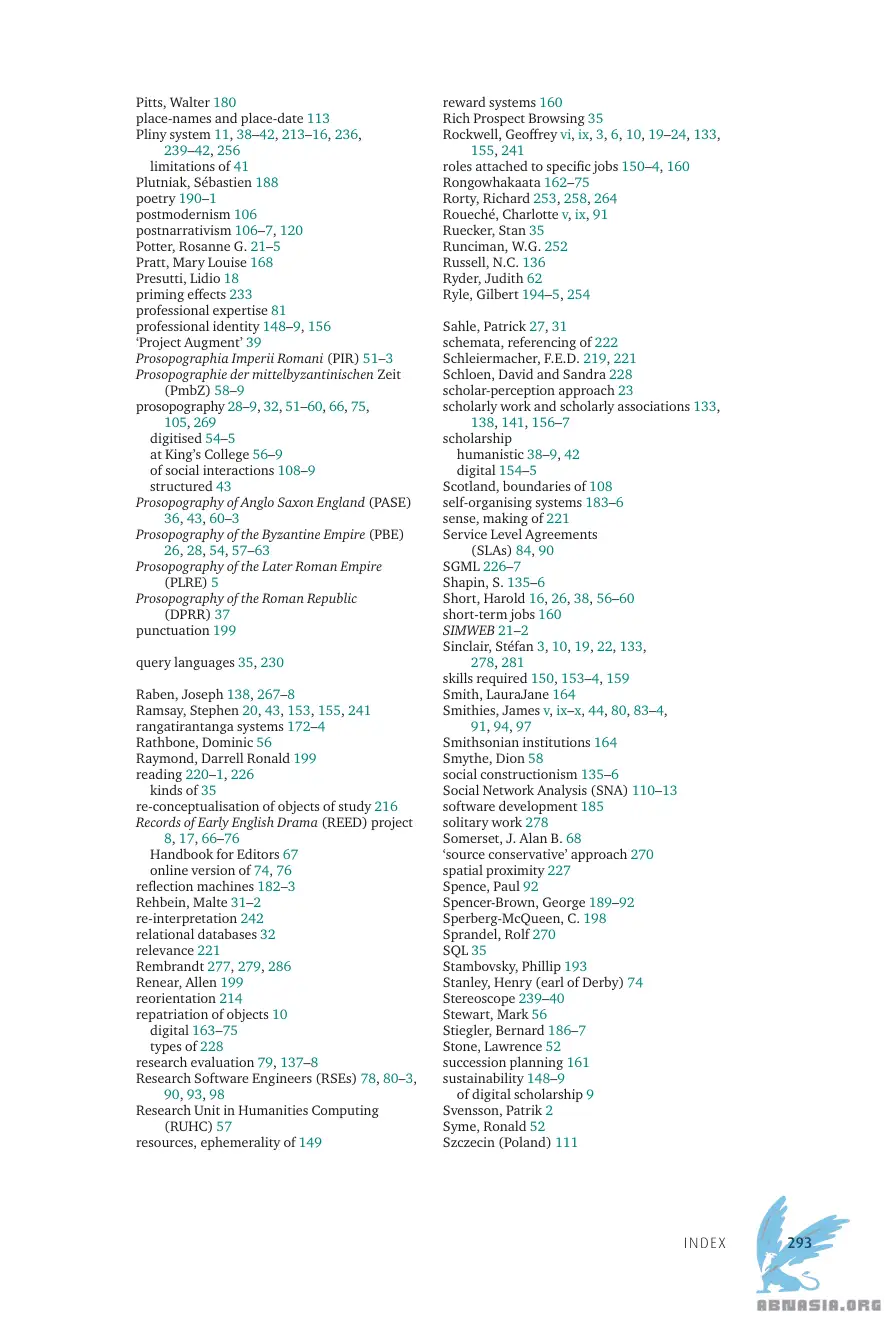 Pitts, Walter 180
place-names and place-date 113
Pliny system 11, 38–42, 213–16, 236,
239–42, 256
limitations of 41
Plutniak, Sébastien 188
poetry 190–1
postmodernism 106
postnarrativism 106–7, 120
Potter, Rosanne G. 21–5
Pratt, Mary Louise 168
Presutti, Lidio 18
priming effects 233
professional expertise 81
professional identity 148–9, 156
‘Project Augment’ 39
Prosopographia Imperii Romani (PIR) 51–3
Prosopographie der mittelbyzantinischen Zeit
(PmbZ) 58–9
prosopography 28–9, 32, 51–60, 66, 75,
105, 269
digitised 54–5
at King’s College 56–9
of social interactions 108–9
structured 43
Prosopography of Anglo Saxon England (PASE)
36, 43, 60–3
Prosopography of the Byzantine Empire (PBE)
26, 28, 54, 57–63
Prosopography of the Later Roman Empire
(PLRE) 5
Prosopography of the Roman Republic
(DPRR) 37
punctuation 199
query languages 35, 230
Raben, Joseph 138, 267–8
Ramsay, Stephen 20, 43, 153, 155, 241
rangatiratanga systems 172–4
Rathbone, Dominic 56
Raymond, Darrell Ronald 199
reading 220–1, 226
kinds of 35
re-conceptualisation of objects of study 216
Records of Early English Drama (REED) project
8, 17, 66–76
Handbook for Editors 67
online version of 74, 76
reflection machines 182–3
Rehbein, Malte 31–2
re-interpretation 242
relational databases 32
relevance 221
Rembrandt 277, 279, 286
Renear, Allen 199
reorientation 214
repatriation of objects 10
digital 163–75
types of 228
research evaluation 79, 137–8
Research Software Engineers (RSEs) 78, 80–3,
90, 93, 98
Research Unit in Humanities Computing
(RUHC) 57
resources, ephemerality of 149
reward systems 160
Rich Prospect Browsing 35
Rockwell, Geoffrey vi, ix, 3, 6, 10, 19–24, 133,
155, 241
roles attached to specific jobs 150–4, 160
Rongowhakaata 162–75
Rorty, Richard 253, 258, 264
Roueché, Charlotte v, ix, 91
Ruecker, Stan 35
Runciman, W.G. 252
Russell, N.C. 136
Ryder, Judith 62
Ryle, Gilbert 194–5, 254
Sahle, Patrick 27, 31
schemata, referencing of 222
Schleiermacher, F.E.D. 219, 221
Schloen, David and Sandra 228
scholar-perception approach 23
scholarly work and scholarly associations 133,
138, 141, 156–7
scholarship
humanistic 38–9, 42
digital 154–5
Scotland, boundaries of 108
self-organising systems 183–6
sense, making of 221
Service Level Agreements
(SLAs) 84, 90
SGML 226–7
Shapin, S. 135–6
Short, Harold 16, 26, 38, 56–60
short-term jobs 160
SIMWEB 21–2
Sinclair, Stéfan 3, 10, 19, 22, 133,
278, 281
skills required 150, 153–4, 159
Smith, LauraJane 164
Smithies, James v, ix–x, 44, 80, 83–4,
91, 94, 97
Smithsonian institutions 164
Smythe, Dion 58
social constructionism 135–6
Social Network Analysis (SNA) 110–13
software development 185
solitary work 278
Somerset, J. Alan B. 68
‘source conservative’ approach 270
spatial proximity 227
Spence, Paul 92
Spencer-Brown, George 189–92
Sperberg-McQueen, C. 198
Sprandel, Rolf 270
SQL 35
Stambovsky, Phillip 193
Stanley, Henry (earl of Derby) 74
Stereoscope 239–40
Stewart, Mark 56
Stiegler, Bernard 186–7
Stone, Lawrence 52
succession planning 161
sustainability 148–9
of digital scholarship 9
Svensson, Patrik 2
Syme, Ronald 52
Szczecin (Poland) 111
INDEX 293
ABNASIA.ORG